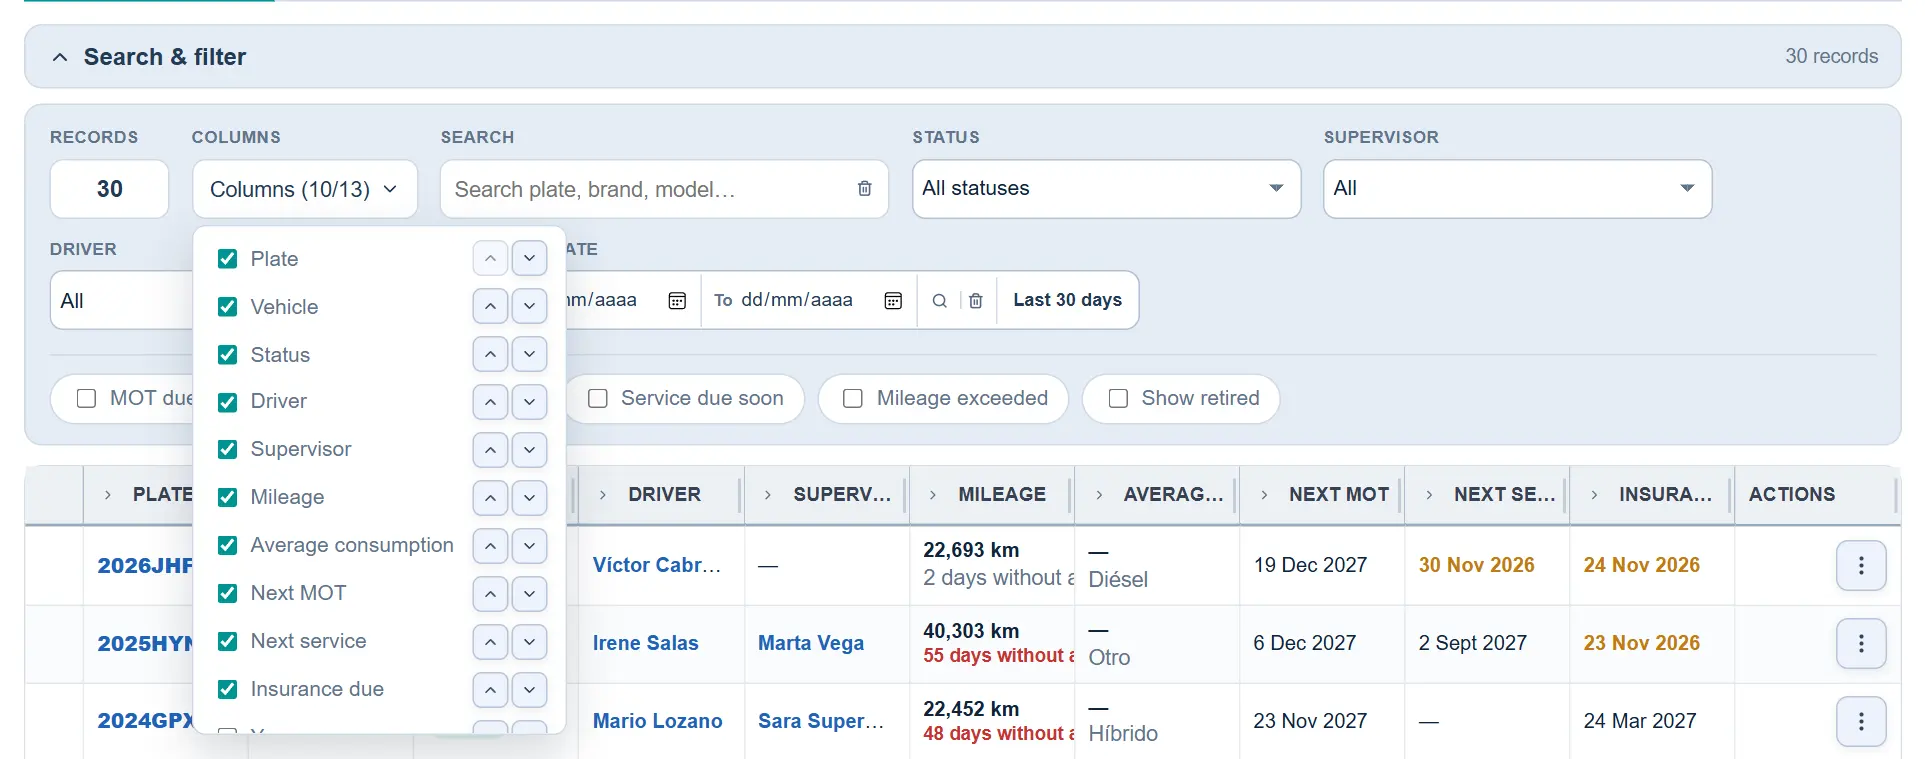 Search & filter
30 records
RECORDS
COLUMNS
SEARCH
STATUS
SUPERVISOR
30
Columns (10/13)
Search plate, brand, model…
All statuses
All
DRIVER
ATE
All
mm/aaaa
To dd/mm/aaaa
Last 30 days
MOT due
Service due soon
Mileage exceeded
Show retired
Plate
Vehicle
Status
Driver
Supervisor
Mileage
Average consumption
Next MOT
Next service
Insurance due
PLATE
DRIVER
SUPERV…
MILEAGE
AVERAG…
NEXT MOT
NEXT SE…
INSURA…
ACTIONS
2026JHF
Víctor Cabr…
—
22,693 km
2 days without a
—
Diésel
19 Dec 2027
30 Nov 2026
24 Nov 2026
2025HYN
Irene Salas
Marta Vega
40,303 km
55 days without a
—
Otro
6 Dec 2027
2 Sept 2027
23 Nov 2026
2024GPX
Mario Lozano
Sara Super…
22,452 km
48 days without a
—
Híbrido
23 Nov 2027
—
24 Mar 2027